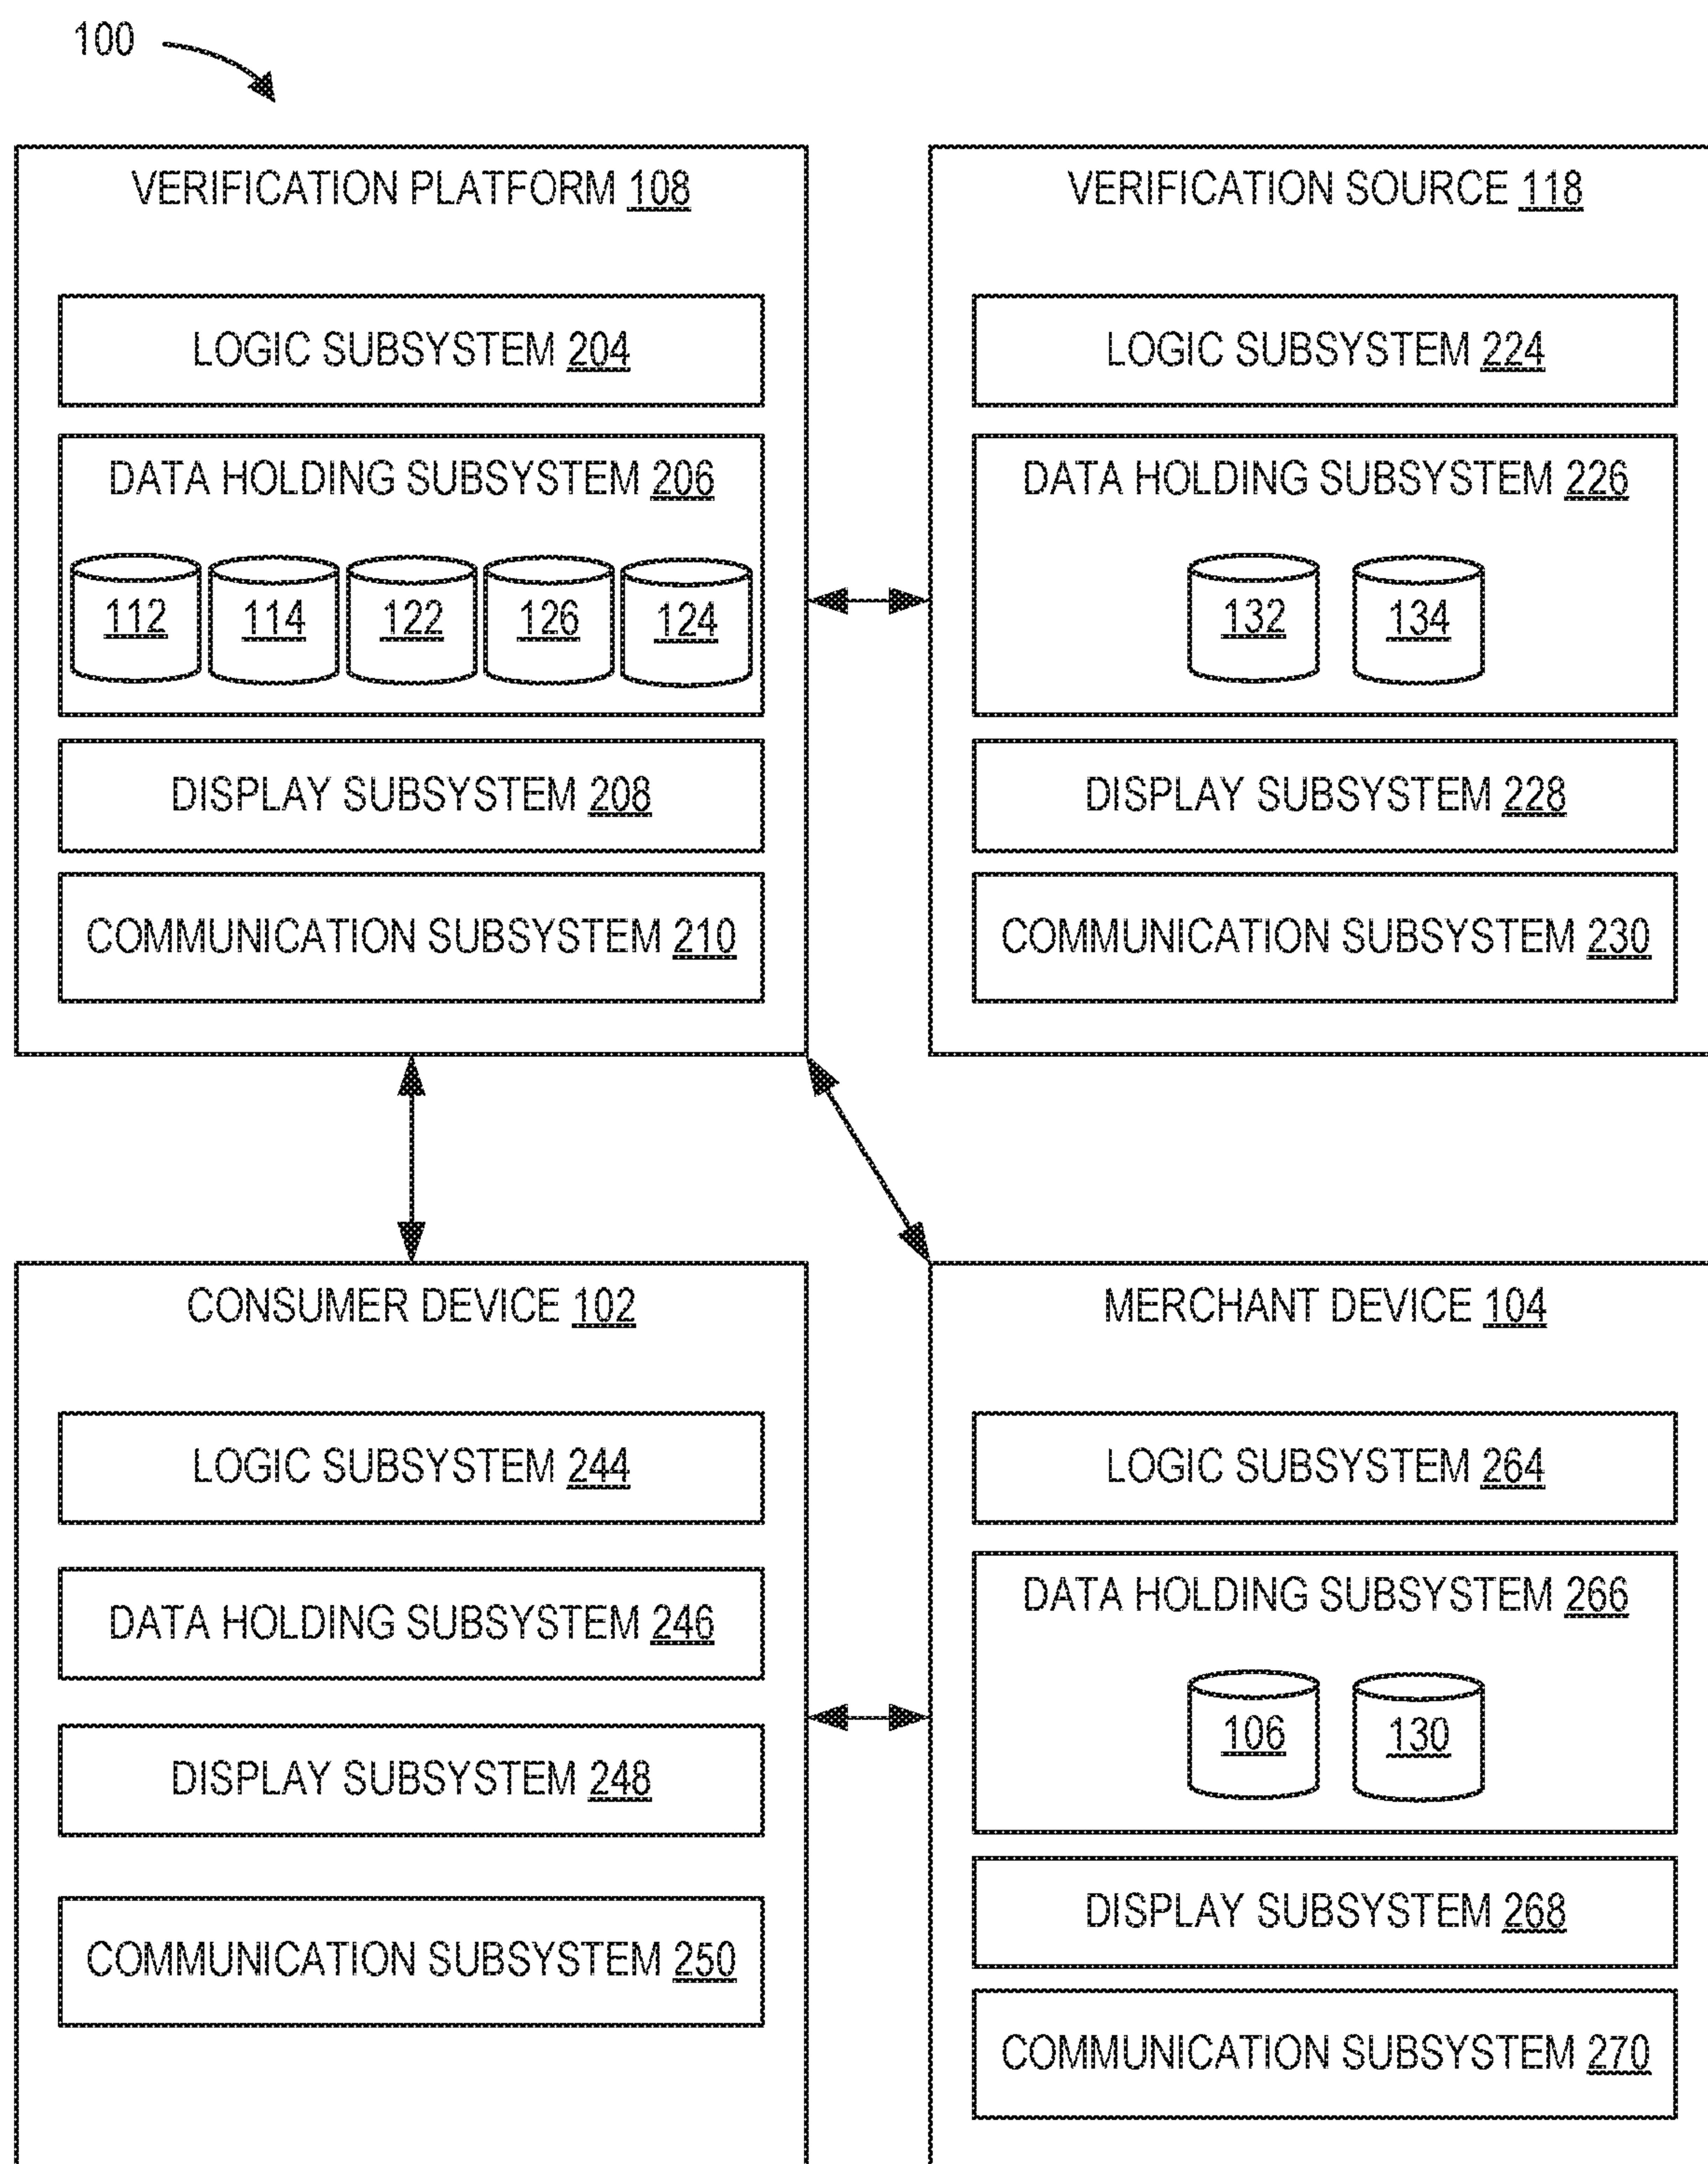 100
VERIFICATION PLATFORM 108
LOGIC SUBSYSTEM 204
DATA HOLDING SUBSYSTEM 206
112 114 122 126 124
DISPLAY SUBSYSTEM 208
COMMUNICATION SUBSYSTEM 210
VERIFICATION SOURCE 118
LOGIC SUBSYSTEM 224
DATA HOLDING SUBSYSTEM 226
132 134
DISPLAY SUBSYSTEM 228
COMMUNICATION SUBSYSTEM 230
CONSUMER DEVICE 102
LOGIC SUBSYSTEM 244
DATA HOLDING SUBSYSTEM 246
DISPLAY SUBSYSTEM 248
COMMUNICATION SUBSYSTEM 250
MERCHANT DEVICE 104
LOGIC SUBSYSTEM 264
DATA HOLDING SUBSYSTEM 266
106 130
DISPLAY SUBSYSTEM 268
COMMUNICATION SUBSYSTEM 270